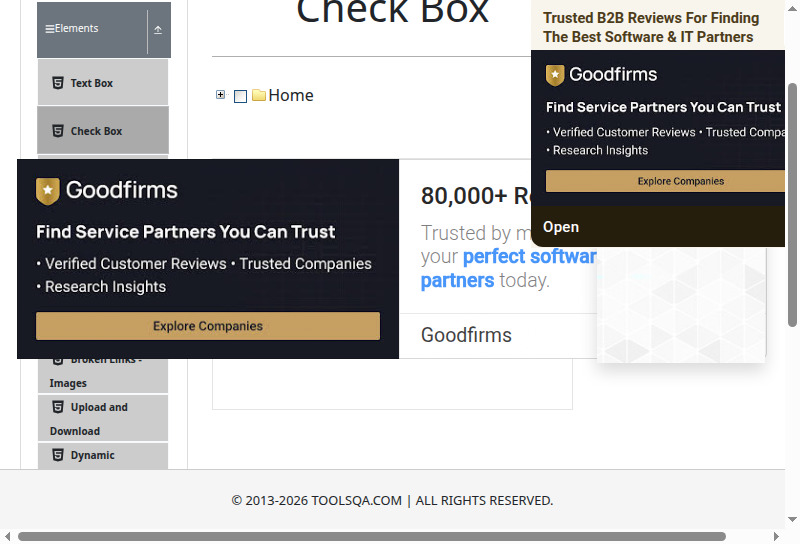 Check Box
Elements
Text Box
Check Box
Home
Trusted B2B Reviews For Finding
The Best Software & IT Partners
Goodfirms
Find Service Partners You Can Trust
• Verified Customer Reviews • Trusted Compa
• Research Insights
Explore Companies
Open
Goodfirms
Find Service Partners You Can Trust
• Verified Customer Reviews • Trusted Companies
• Research Insights
Explore Companies
80,000+ Re
Trusted by m
your perfect softwar
partners today.
Goodfirms
Broken Links -
Images
Upload and
Download
Dynamic
© 2013-2026 TOOLSQA.COM | ALL RIGHTS RESERVED.